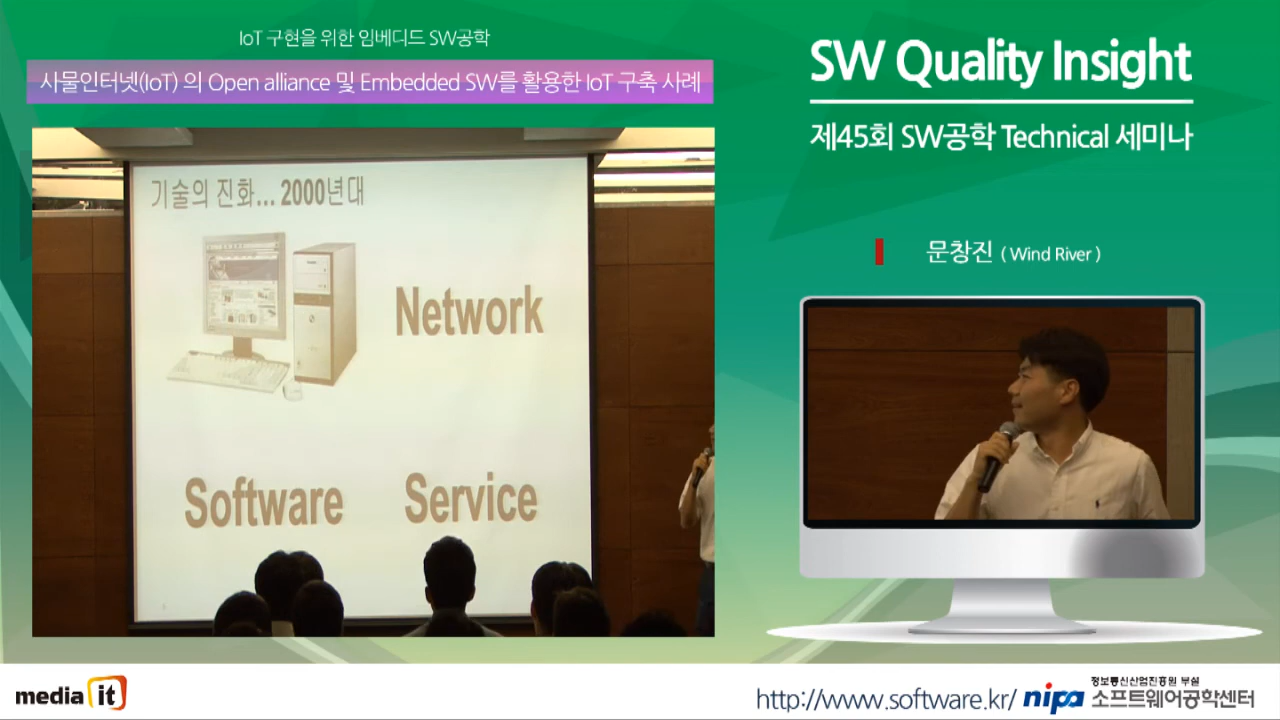 IoT 구현을 위한 임베디드 SW공학
사물인터넷(IoT) 의 Open alliance 및 Embedded SW를 활용한 IoT 구축 사례
SW Quality Insight
제45회 SW공학 Technical 세미나
문창진 ( Wind River )
기술의 진화... 2000년대
Network
Software
Service
media it
http://www.software.kr/
nipa
정보통신산업진흥원 부설
소프트웨어공학센터